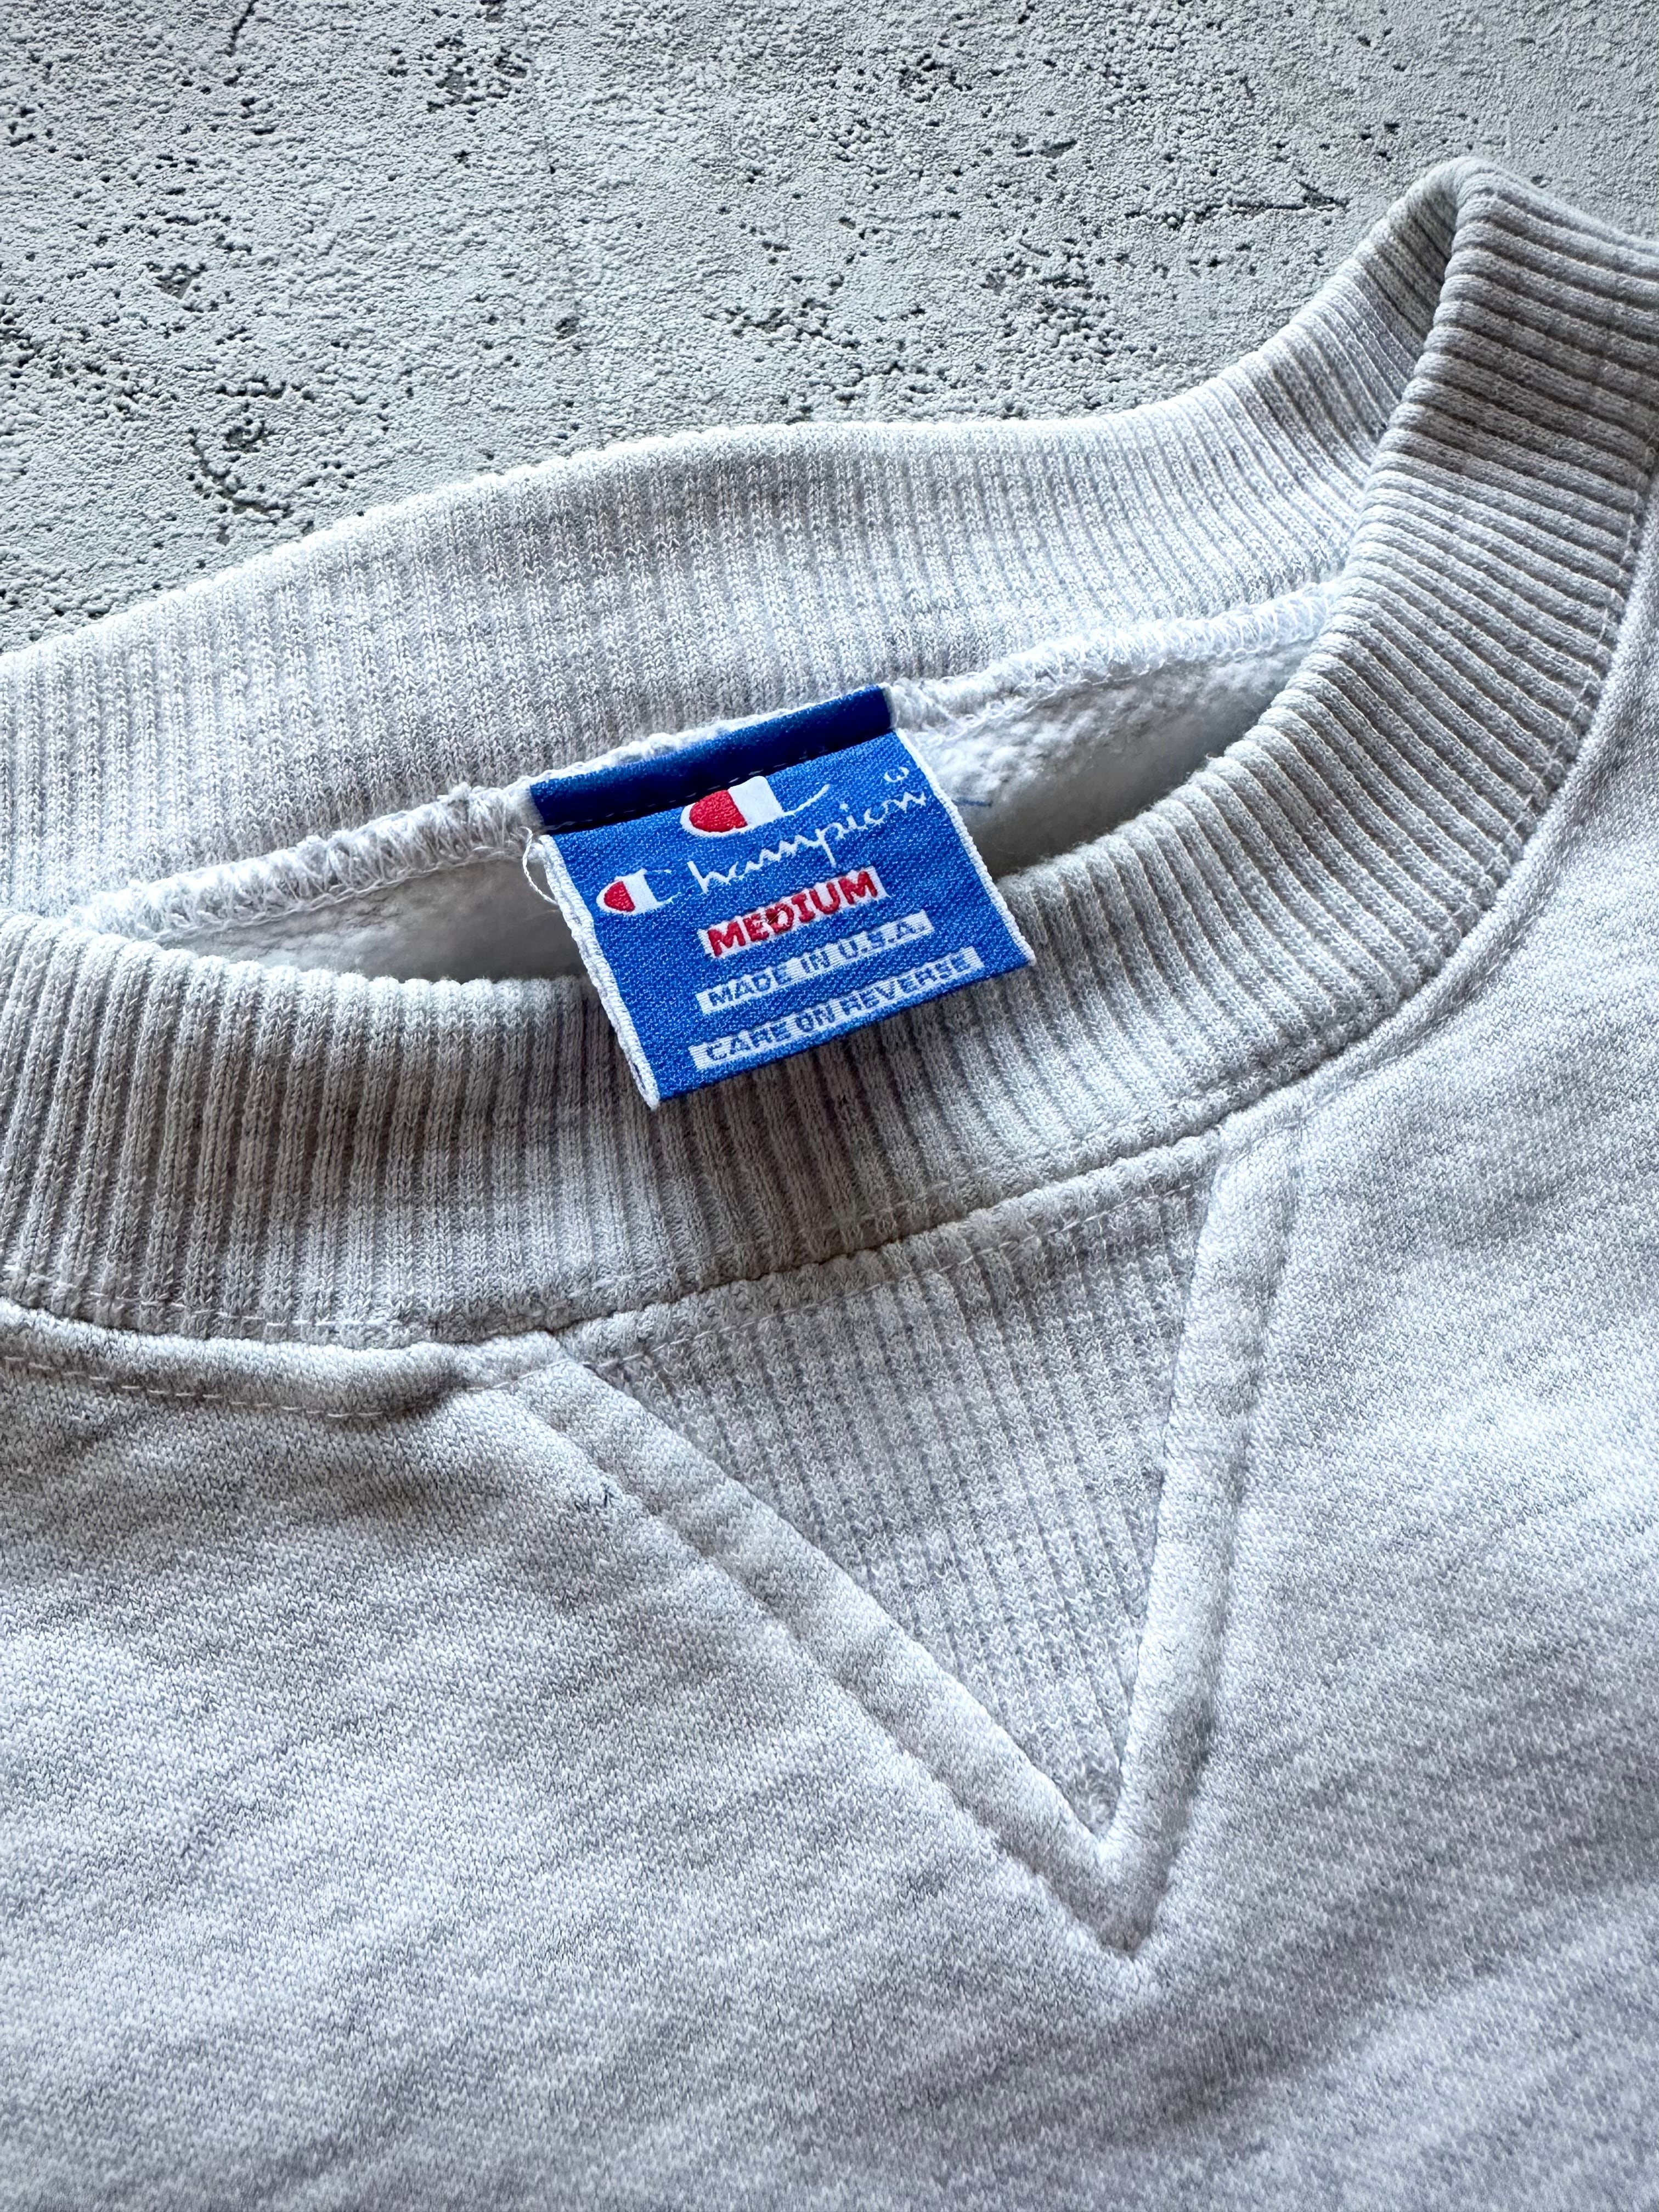 Champion
MEDIUM
MADE IN U.S.A.
CARE ON REVERSE